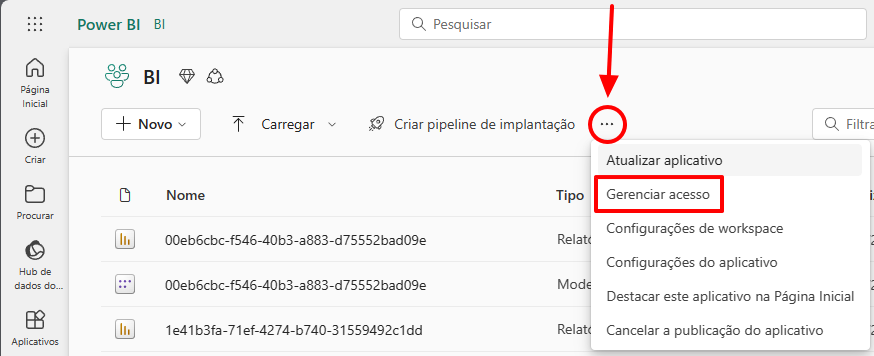 Power BI BI
Pesquisar
Página
Inicial
Criar
Procurar
Hub de
dados do...
Aplicativos
BI
Novo
Carregar
Criar pipeline de implantação
...
Filtra
Atualizar aplicativo
Gerenciar acesso
Configurações de workspace
Configurações do aplicativo
Destacar este aplicativo na Página Inicial
Cancelar a publicação do aplicativo
Nome
Tipo
00eb6cbc-f546-40b3-a883-d75552bad09e
Relató
00eb6cbc-f546-40b3-a883-d75552bad09e
Mode
1e41b3fa-71ef-4274-b740-31559492c1dd
Relató